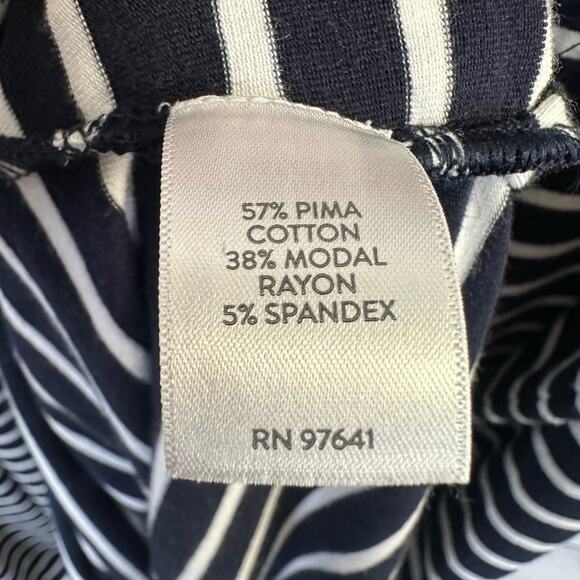 57% PIMA
COTTON
38% MODAL
RAYON
5% SPANDEX
RN 97641